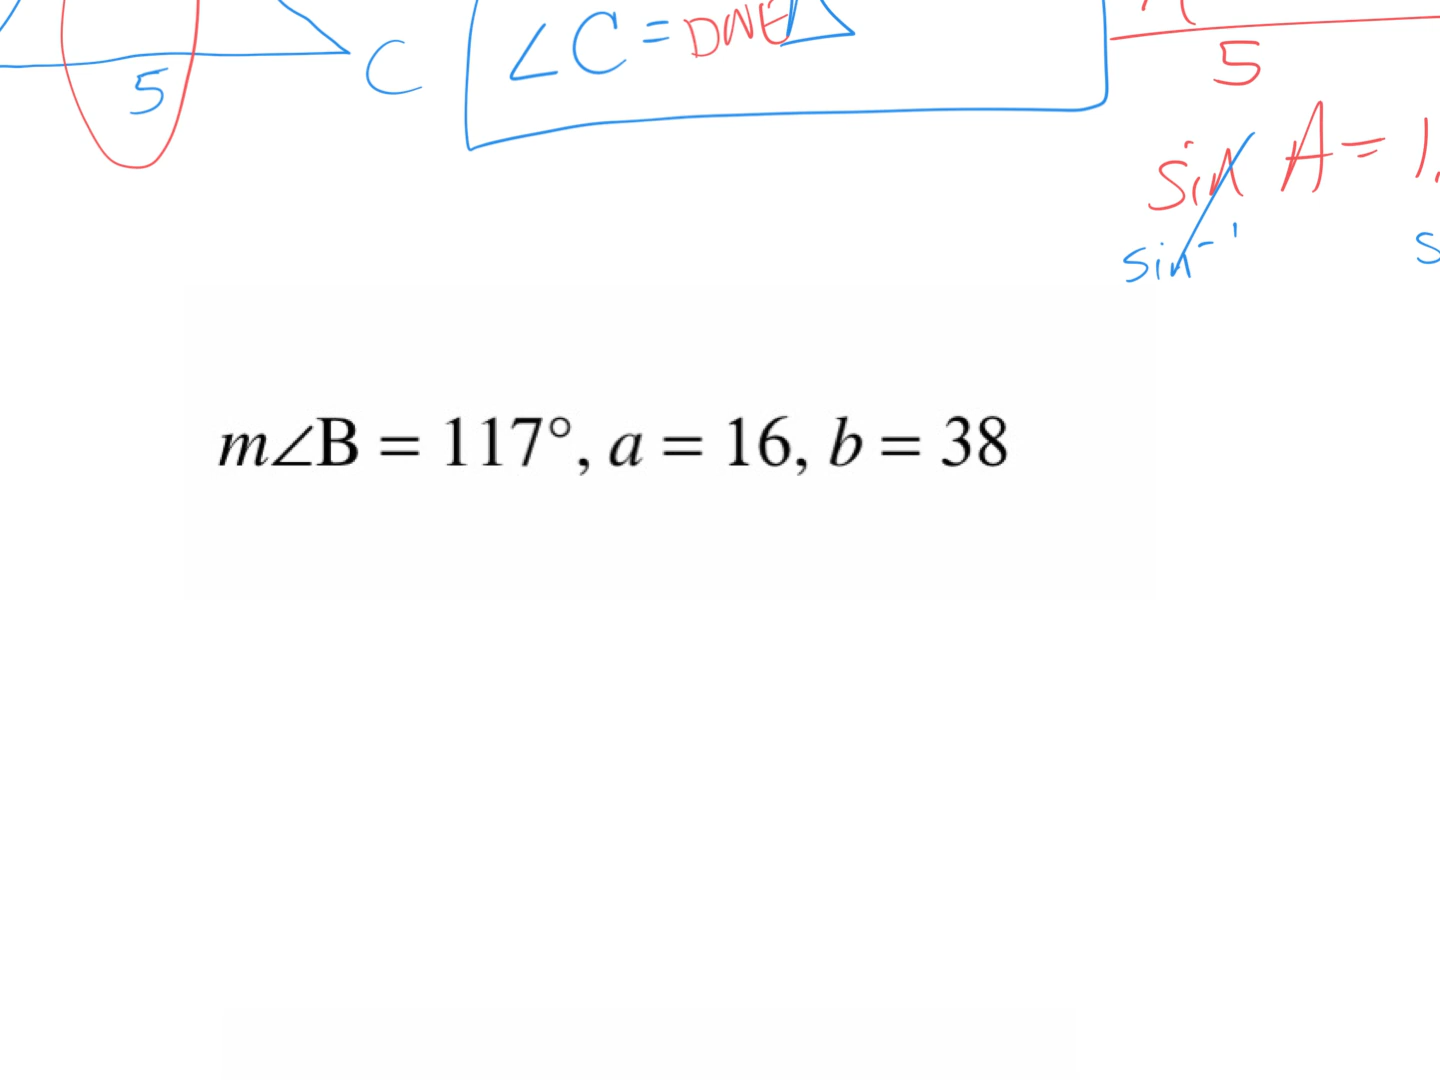 5 C
∠C = DNE
5
sin A = 1.
sin⁻¹ s
m∠B = 117°, a = 16, b = 38